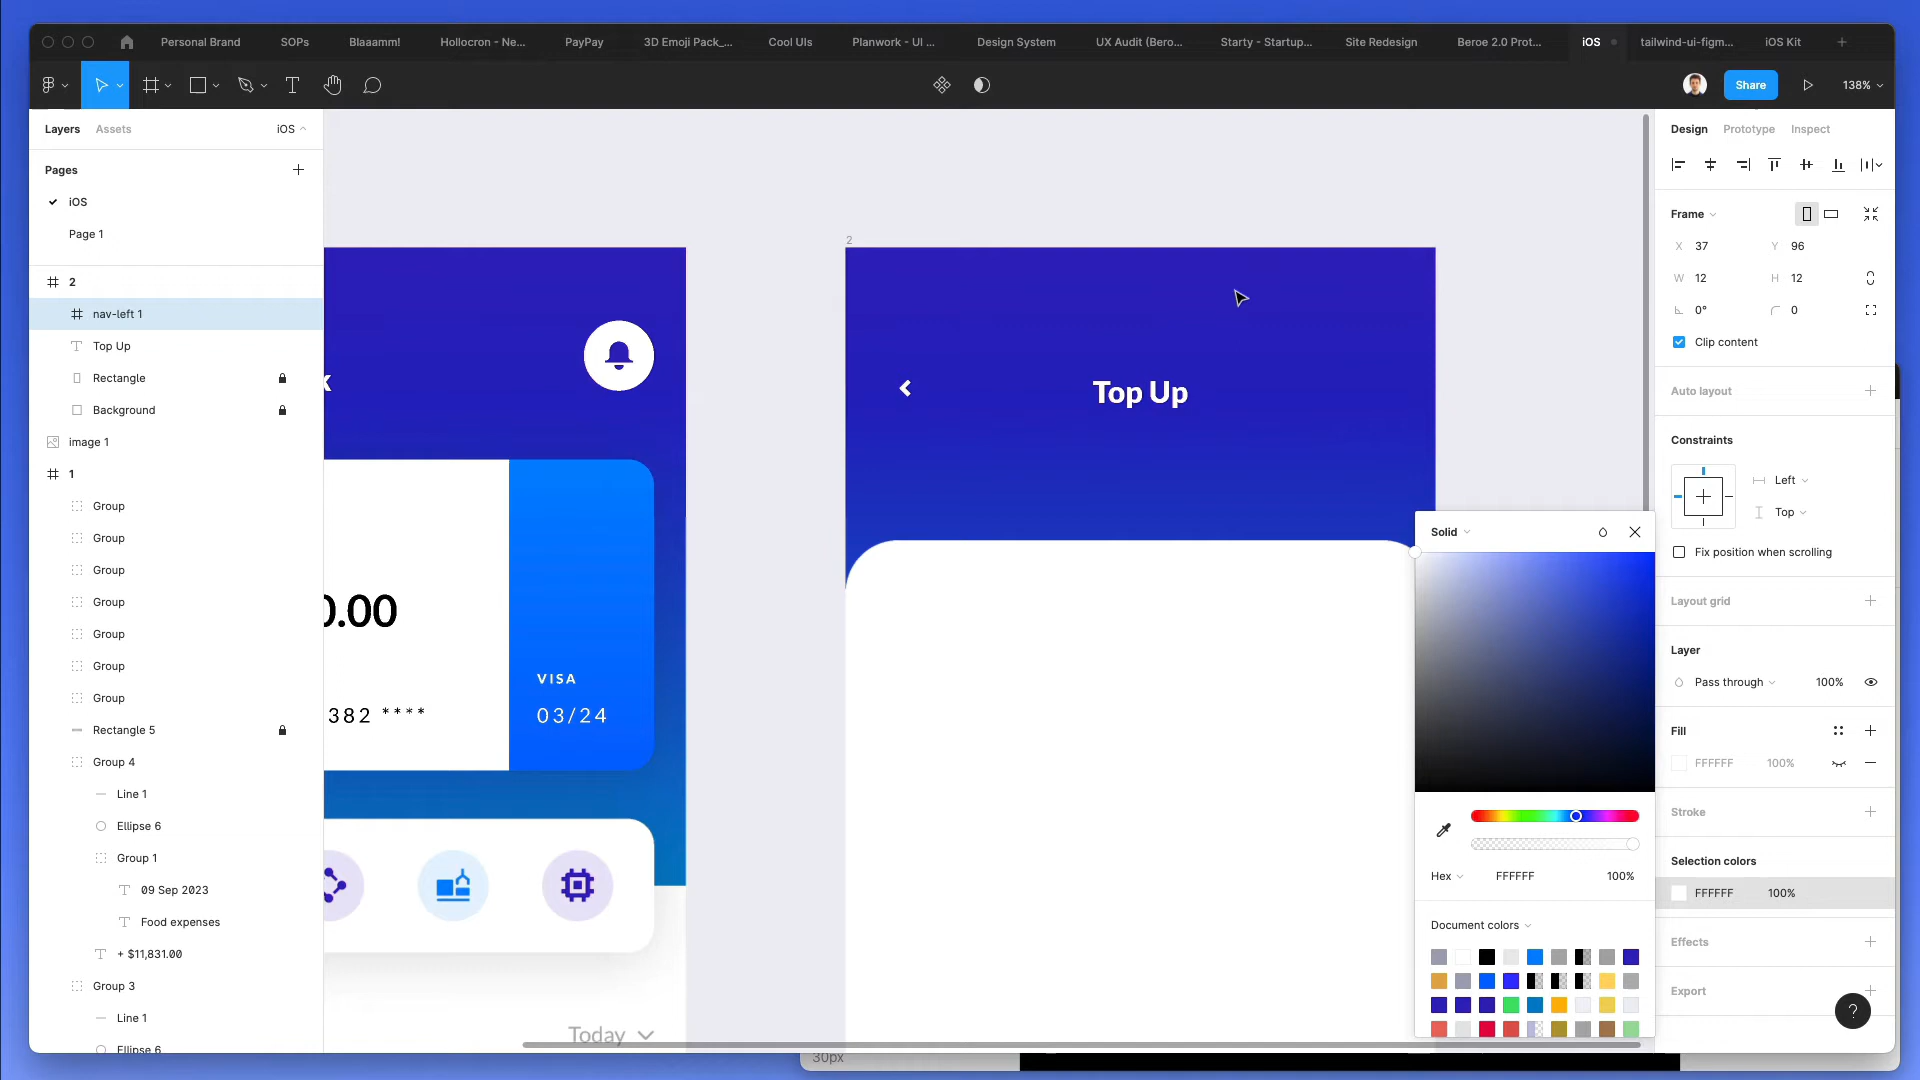 Personal Brand
SOPs
Blaaamm!
Hollocron - Ne...
PayPay
3D Emoji Pack_...
Cool UIs
Planwork - UI ...
Design System
UX Audit (Bero...
Starty - Startup...
Site Redesign
Beroe 2.0 Prot...
iOS
tailwind-ui-figm...
iOS Kit
Share
138%
Layers
Assets
iOS
Pages
iOS
Page 1
2
nav-left 1
Top Up
Rectangle
Background
image 1
1
Group
Group
Group
Group
Group
Group
Group
Rectangle 5
Group 4
Line 1
Ellipse 6
Group 1
09 Sep 2023
Food expenses
+ $11,831.00
Group 3
Line 1
Ellipse 6
0.00
382 ****
VISA
03/24
Today
2
Top Up
30px
Solid
Hex
FFFFFF
100%
Document colors
Design
Prototype
Inspect
Frame
X 37
Y 96
W 12
H 12
0°
0
Clip content
Auto layout
Constraints
Left
Top
Fix position when scrolling
Layout grid
Layer
Pass through
100%
Fill
FFFFFF
100%
Stroke
Selection colors
FFFFFF
100%
Effects
Export
?